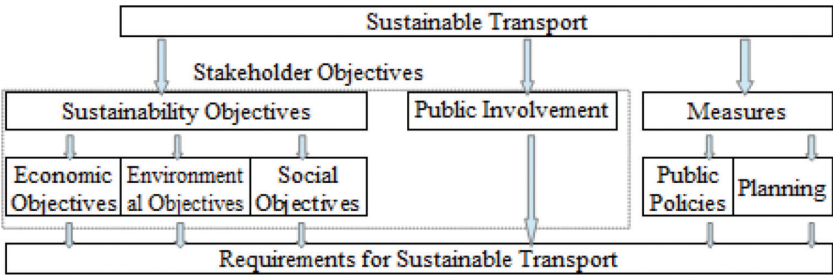 Sustainable Transport
Stakeholder Objectives
Sustainability Objectives
Public Involvement
Measures
Economic
Objectives
Environment
al Objectives
Social
Objectives
Public
Policies
Planning
Requirements for Sustainable Transport